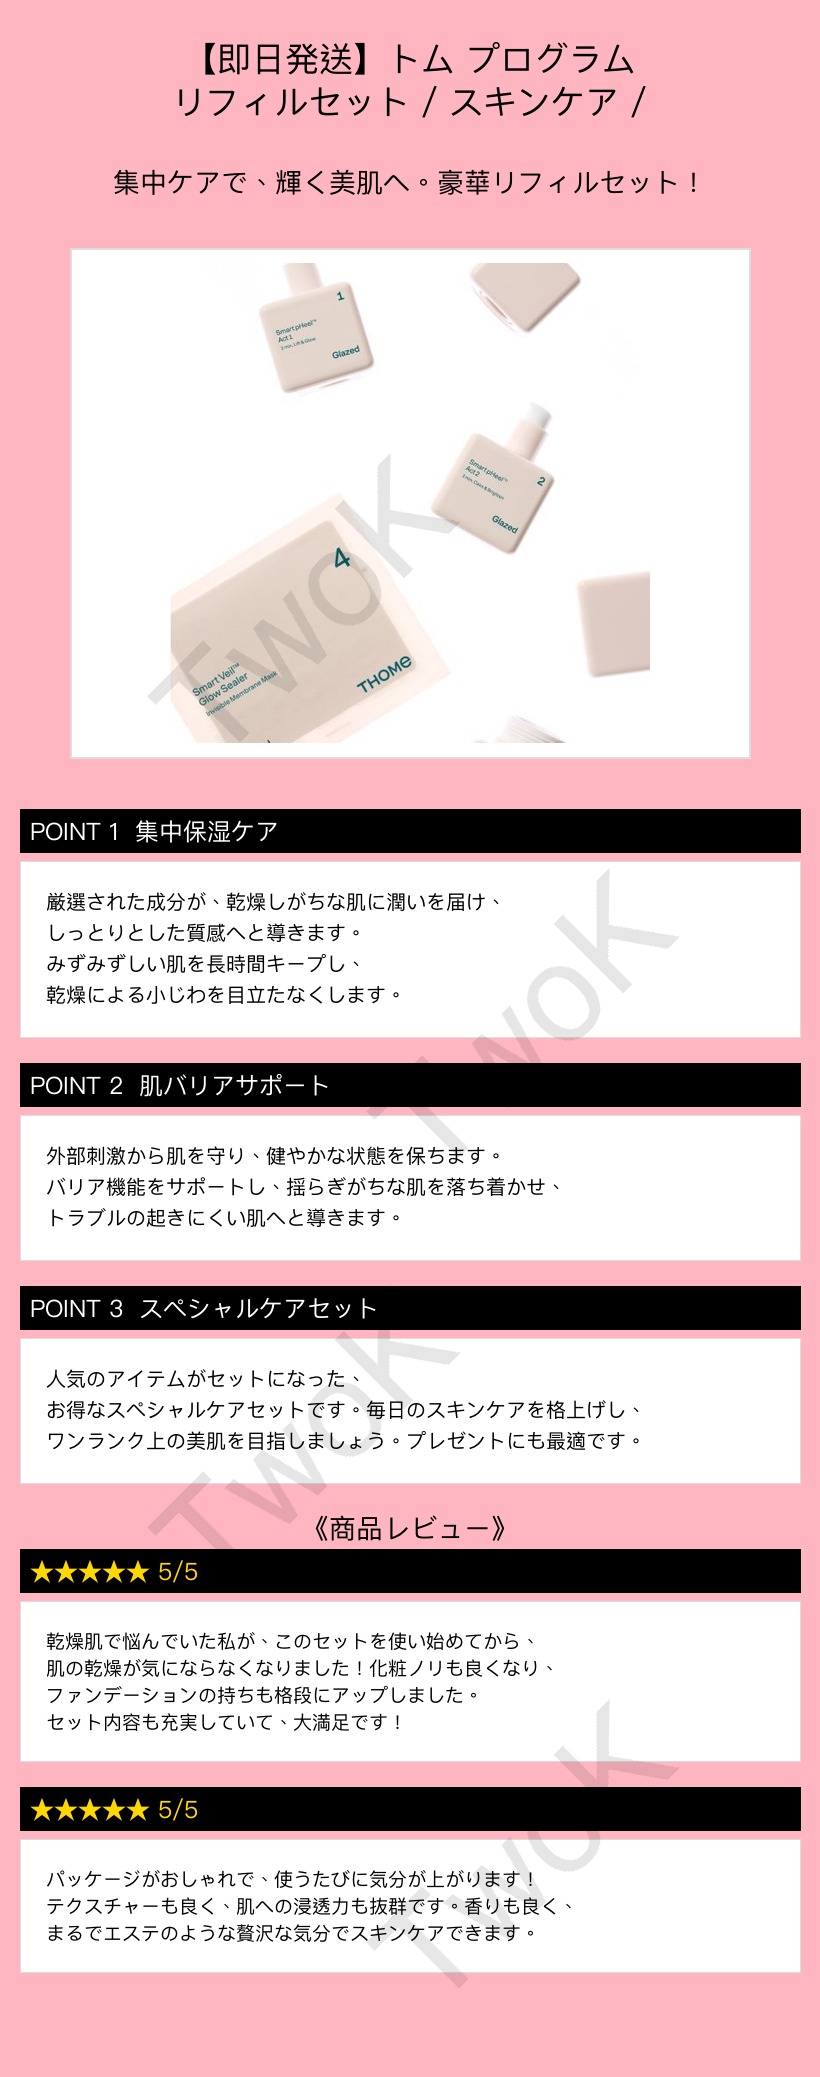 【即日発送】トム プログラム
リフィルセット / スキンケア /
集中ケアで、輝く美肌へ。豪華リフィルセット！
1
Smart pHeel™
Act 1
2 min. Lift & Glow
Glazed
Smart pHeel™
Act 2
2
Glazed
4
Smart Veil™
Glow Sealer
Invisible Membrane Mask
THOME
TwoK
POINT 1 集中保湿ケア
厳選された成分が、乾燥しがちな肌に潤いを届け、
しっとりとした質感へと導きます。
みずみずしい肌を長時間キープし、
乾燥による小じわを目立たなくします。
TwoK
POINT 2 肌バリアサポート
外部刺激から肌を守り、健やかな状態を保ちます。
バリア機能をサポートし、揺らぎがちな肌を落ち着かせ、
トラブルの起きにくい肌へと導きます。
POINT 3 スペシャルケアセット
人気のアイテムがセットになった、
お得なスペシャルケアセットです。毎日のスキンケアを格上げし、
ワンランク上の美肌を目指しましょう。プレゼントにも最適です。
TwoK
《商品レビュー》
★★★★★ 5/5
乾燥肌で悩んでいた私が、このセットを使い始めてから、
肌の乾燥が気にならなくなりました！化粧ノリも良くなり、
ファンデーションの持ちも格段にアップしました。
セット内容も充実していて、大満足です！
★★★★★ 5/5
パッケージがおしゃれで、使うたびに気分が上がります！
テクスチャーも良く、肌への浸透力も抜群です。香りも良く、
まるでエステのような贅沢な気分でスキンケアできます。
TwoK